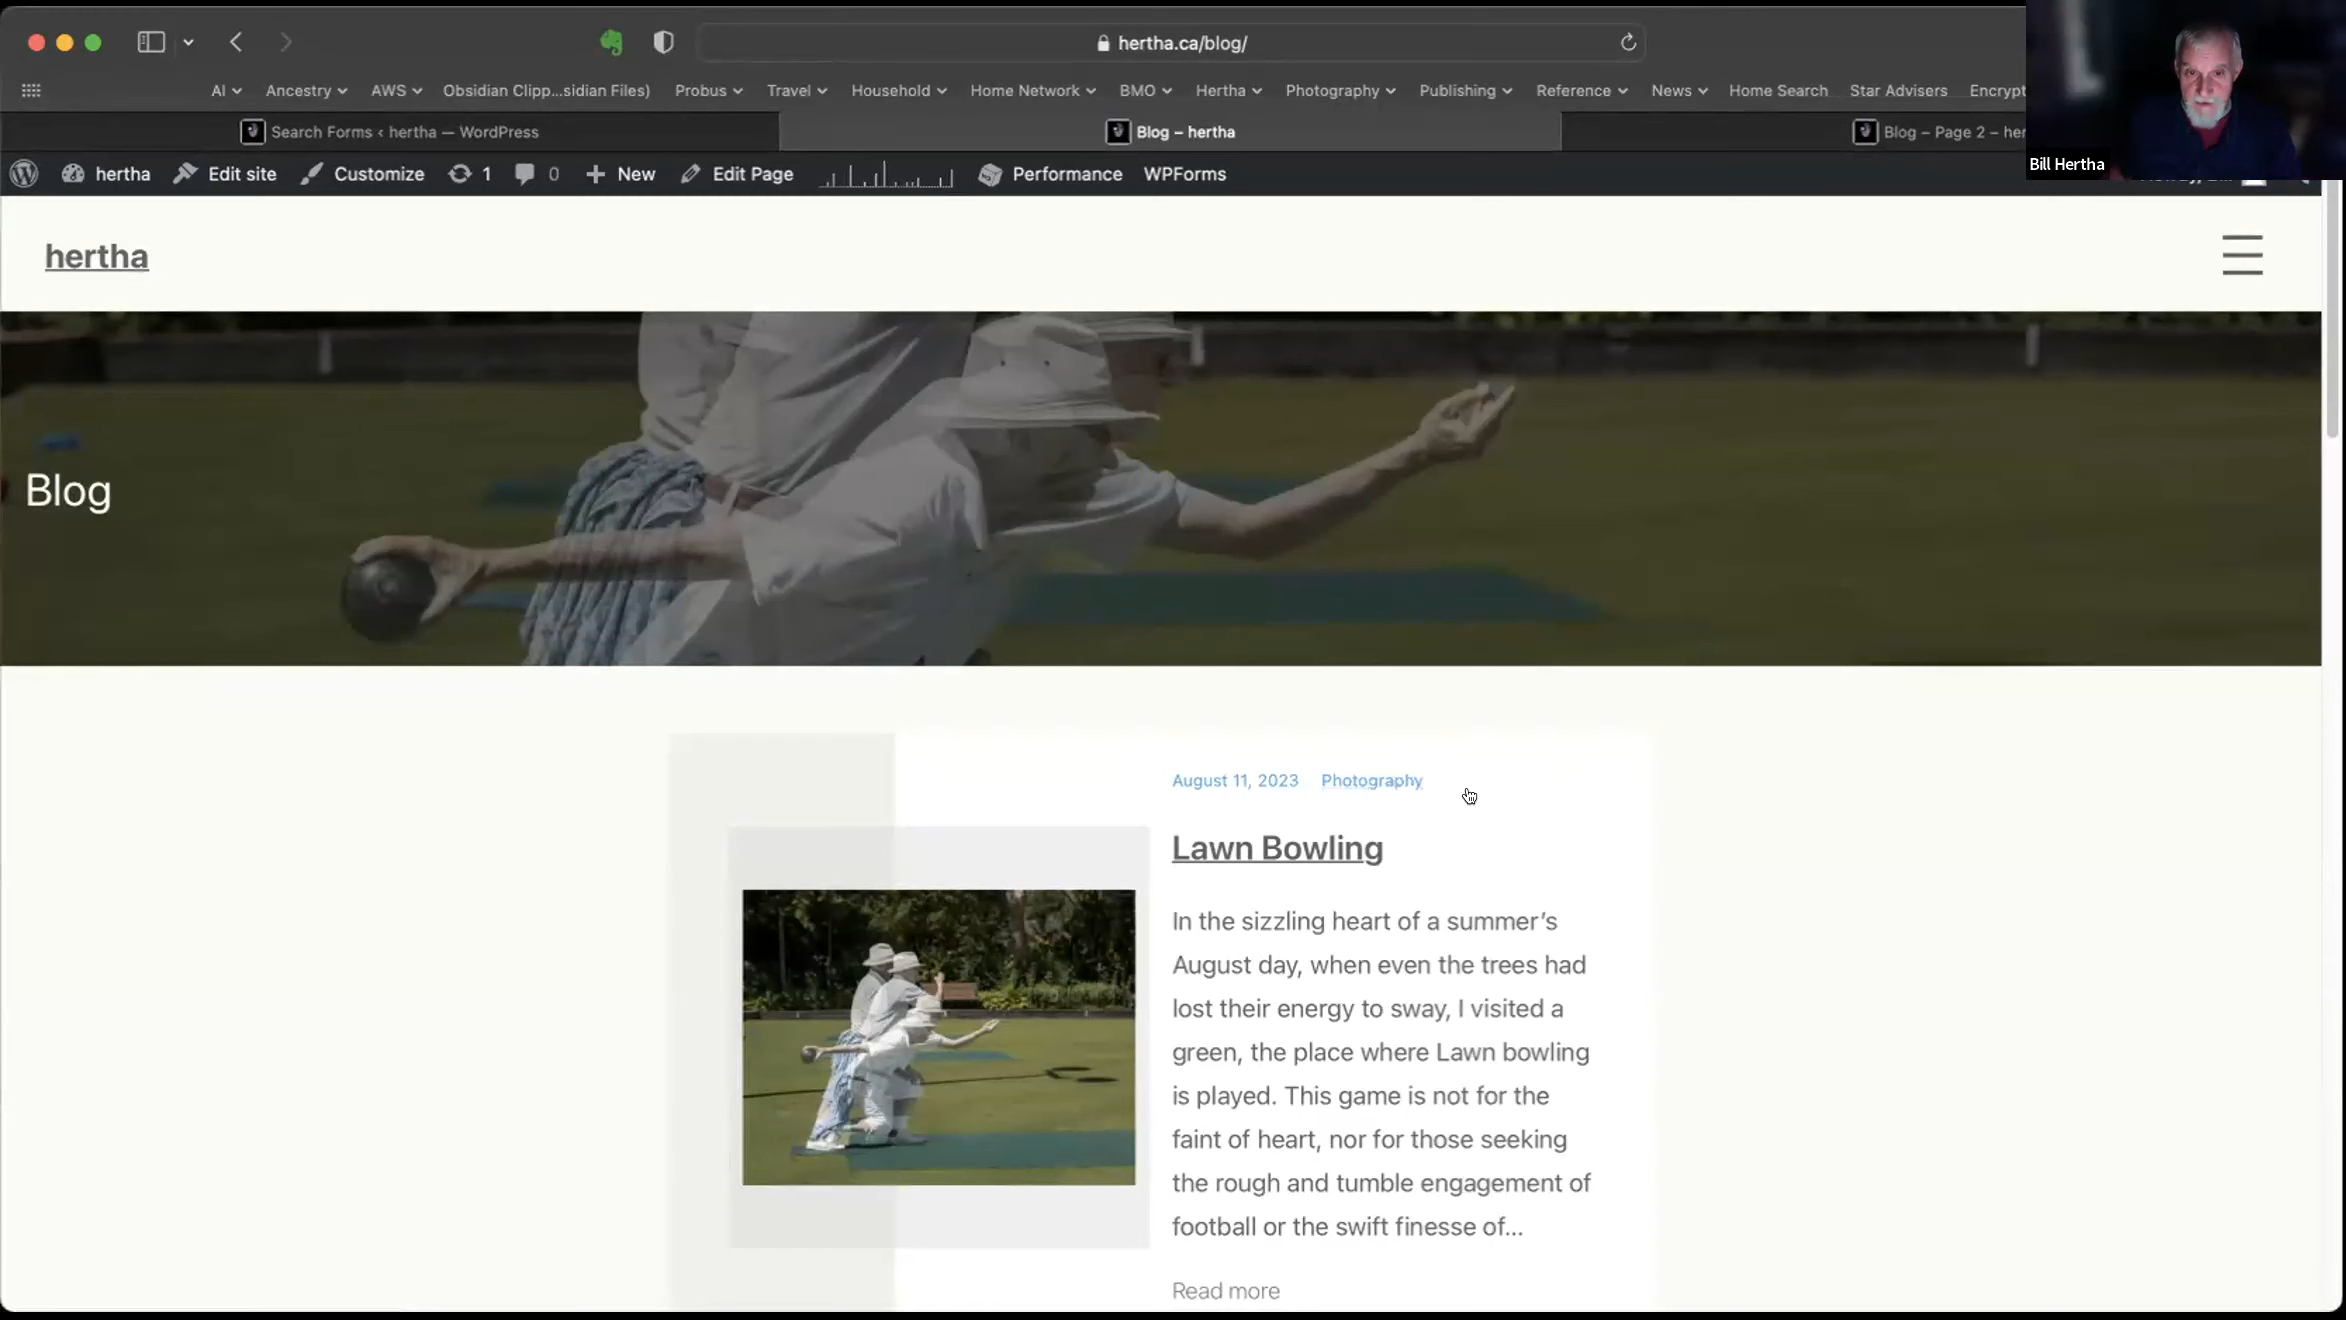 hertha.ca/blog/
AI Ancestry AWS Obsidian Clipp...sidian Files) Probus Travel Household Home Network BMO Hertha Photography Publishing Reference News Home Search Star Advisers Encrypt
Search Forms ‹ hertha — WordPress
Blog – hertha
Blog – Page 2 – her
Bill Hertha
hertha Edit site Customize 1 0 New Edit Page Performance WPForms
hertha
Blog
August 11, 2023 Photography
Lawn Bowling
In the sizzling heart of a summer’s
August day, when even the trees had
lost their energy to sway, I visited a
green, the place where Lawn bowling
is played. This game is not for the
faint of heart, nor for those seeking
the rough and tumble engagement of
football or the swift finesse of...
Read more